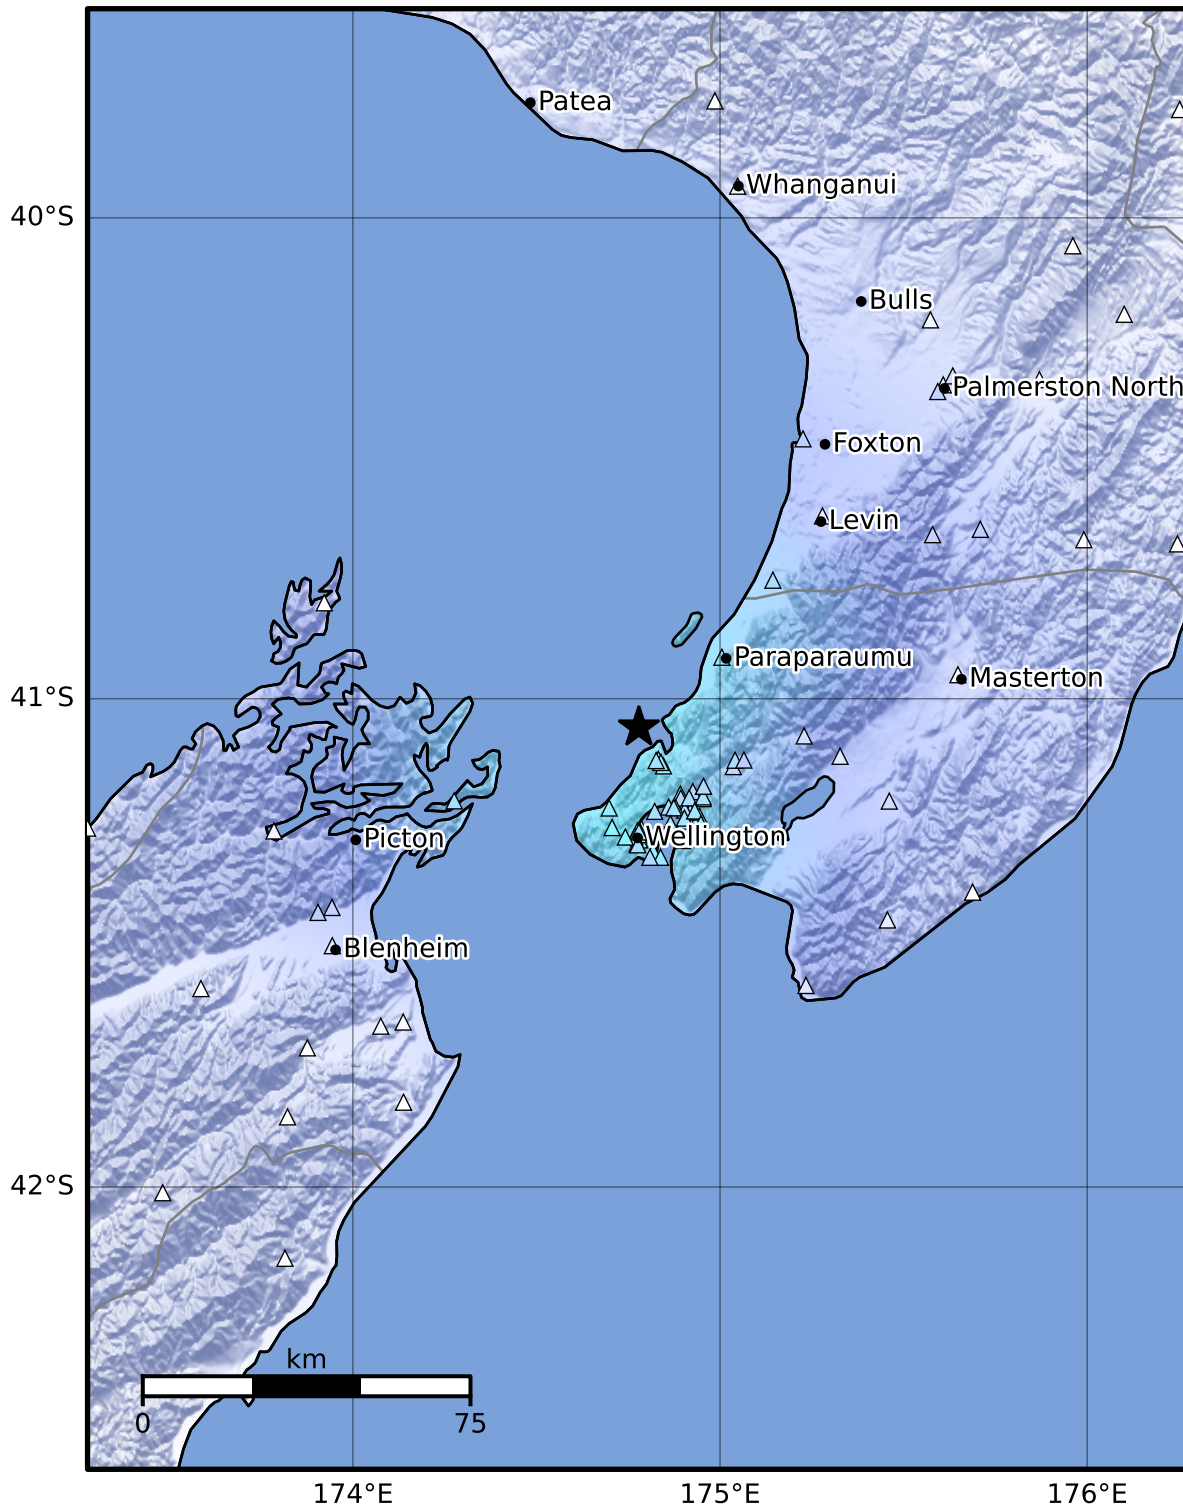 Patea
Whanganui
40°S
Bulls
Palmerston North
Foxton
Levin
Paraparaumu
Masterton
41°S
Wellington
Picton
Blenheim
42°S
km
0
75
174°E
175°E
176°E